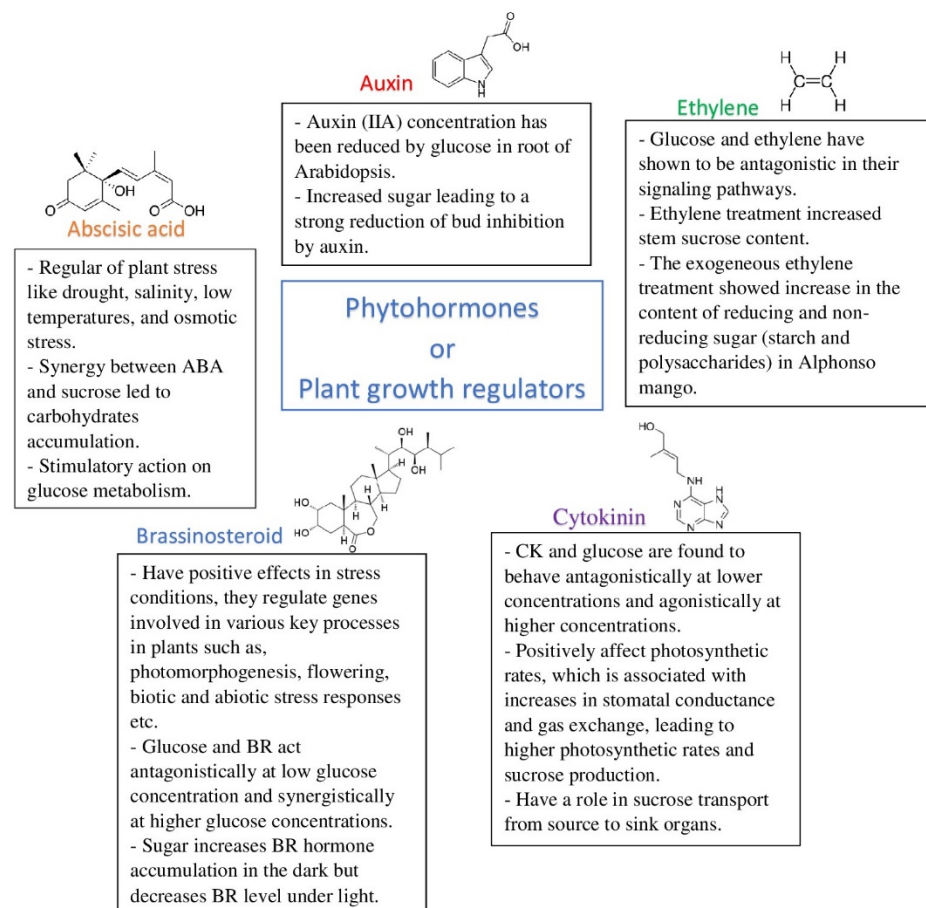 Auxin
O
OH
N
H
- Auxin (IIA) concentration has
been reduced by glucose in root of
Arabidopsis.
- Increased sugar leading to a
strong reduction of bud inhibition
by auxin.
H
H
C=C
H
H
Ethylene
- Glucose and ethylene have
shown to be antagonistic in their
signaling pathways.
- Ethylene treatment increased
stem sucrose content.
- The exogeneous ethylene
treatment showed increase in the
content of reducing and non-
reducing sugar (starch and
polysaccharides) in Alphonso
mango.
O
OH
O
OH
Abscisic acid
- Regular of plant stress
like drought, salinity, low
temperatures, and osmotic
stress.
- Synergy between ABA
and sucrose led to
carbohydrates
accumulation.
- Stimulatory action on
glucose metabolism.
Phytohormones
or
Plant growth regulators
OH
OH
H
H
H
H
HO
HO
H
O
O
Brassinosteroid
- Have positive effects in stress
conditions, they regulate genes
involved in various key processes
in plants such as,
photomorphogenesis, flowering,
biotic and abiotic stress responses
etc.
- Glucose and BR act
antagonistically at low glucose
concentration and synergistically
at higher glucose concentrations.
- Sugar increases BR hormone
accumulation in the dark but
decreases BR level under light.
HO
NH
H
N
N
N
N
Cytokinin
- CK and glucose are found to
behave antagonistically at lower
concentrations and agonistically at
higher concentrations.
- Positively affect photosynthetic
rates, which is associated with
increases in stomatal conductance
and gas exchange, leading to
higher photosynthetic rates and
sucrose production.
- Have a role in sucrose transport
from source to sink organs.